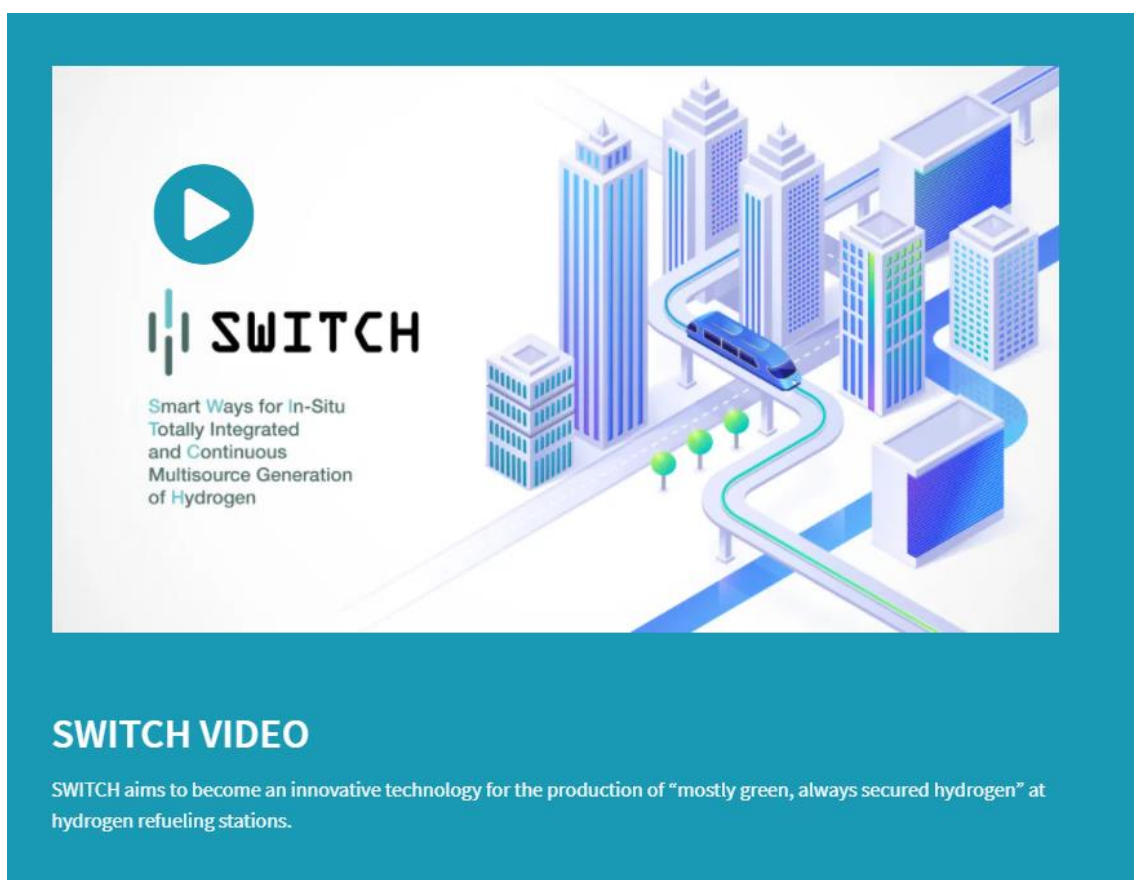 SWITCH
Smart Ways for In-Situ
Totally Integrated
and Continuous
Multisource Generation
of Hydrogen
SWITCH VIDEO
SWITCH aims to become an innovative technology for the production of “mostly green, always secured hydrogen” at
hydrogen refueling stations.